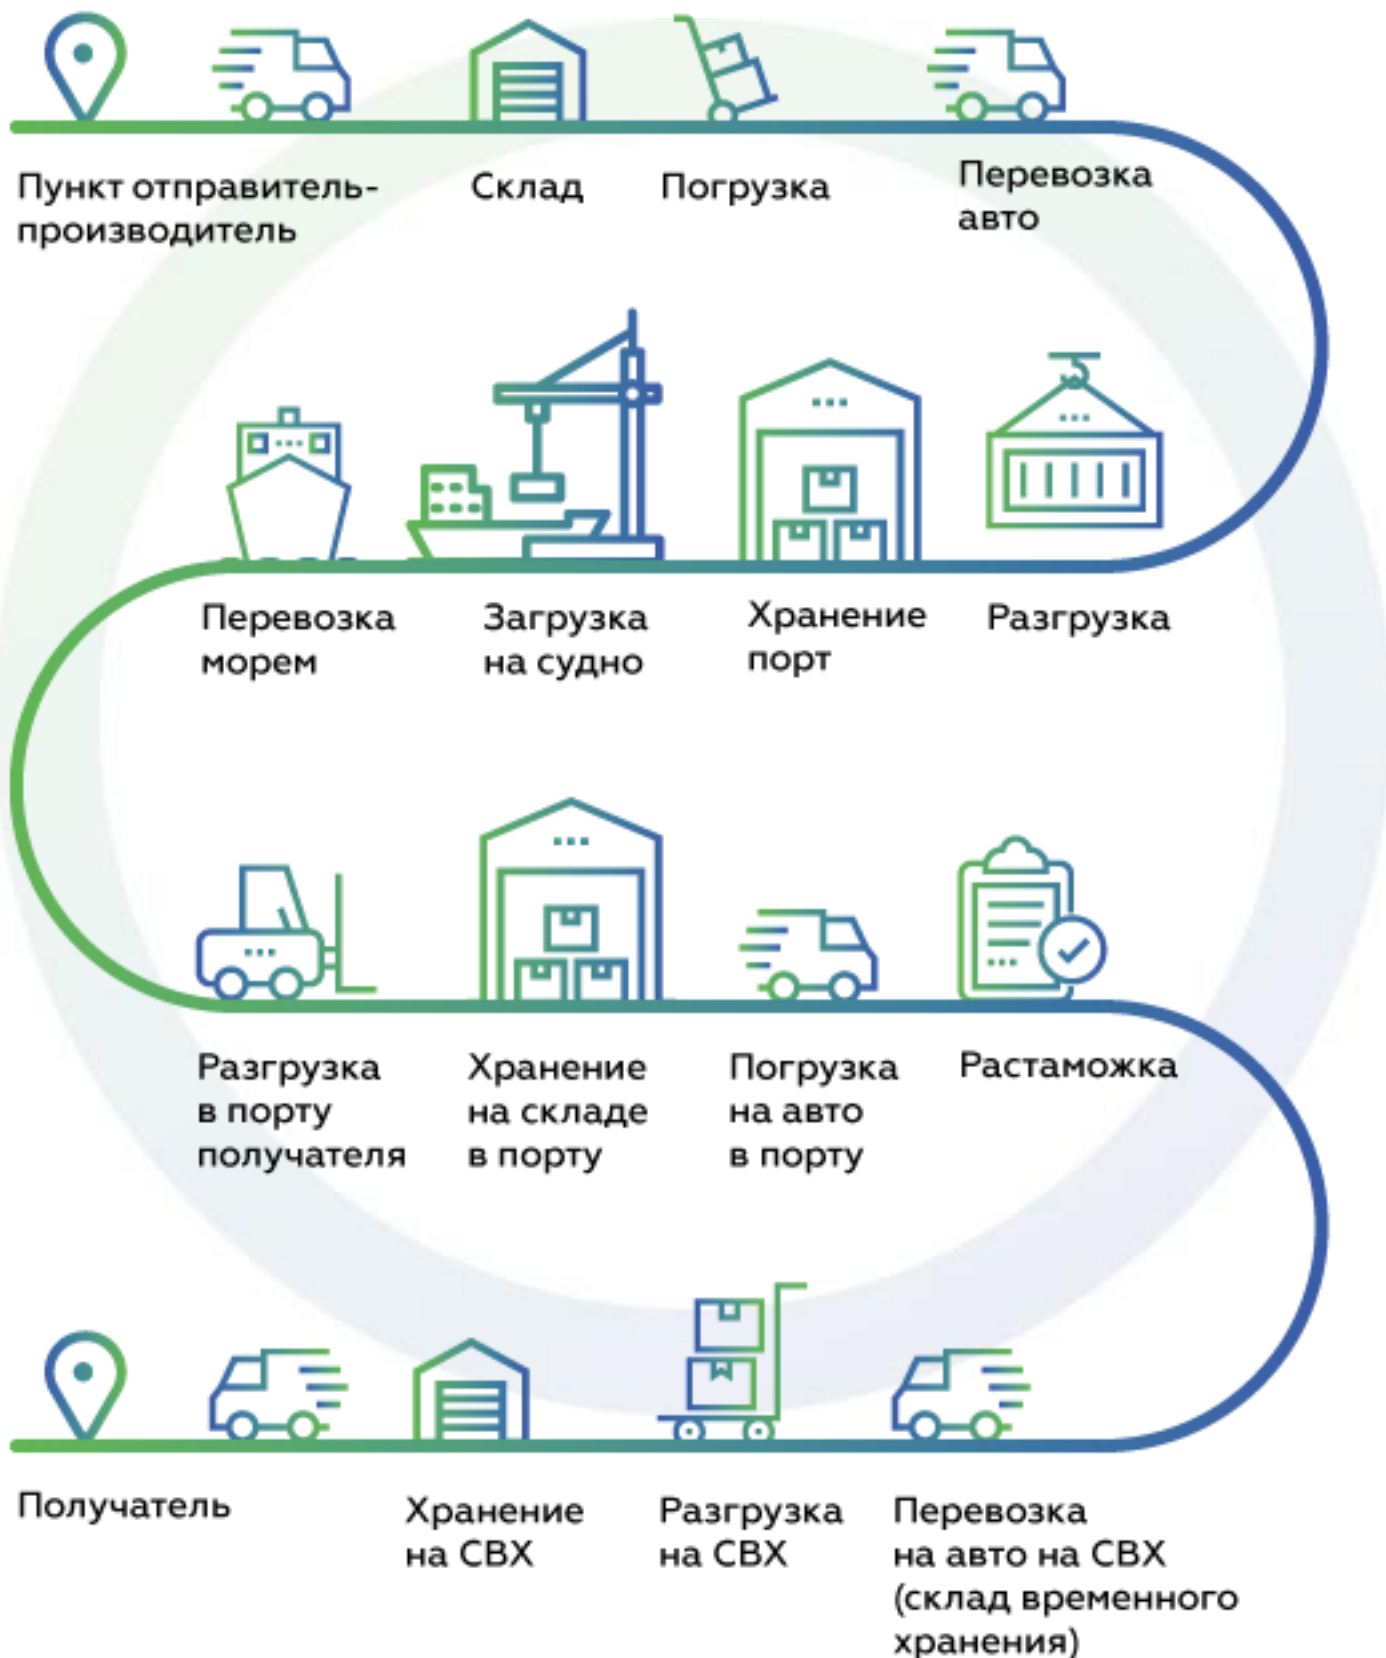 Пункт отправитель-
производитель
Склад
Погрузка
Перевозка
авто
Перевозка
морем
Загрузка
на судно
Хранение
порт
Разгрузка
Разгрузка
в порту
получателя
Хранение
на складе
в порту
Погрузка
на авто
в порту
Растаможка
Получатель
Хранение
на СВХ
Разгрузка
на СВХ
Перевозка
на авто на СВХ
(склад временного
хранения)